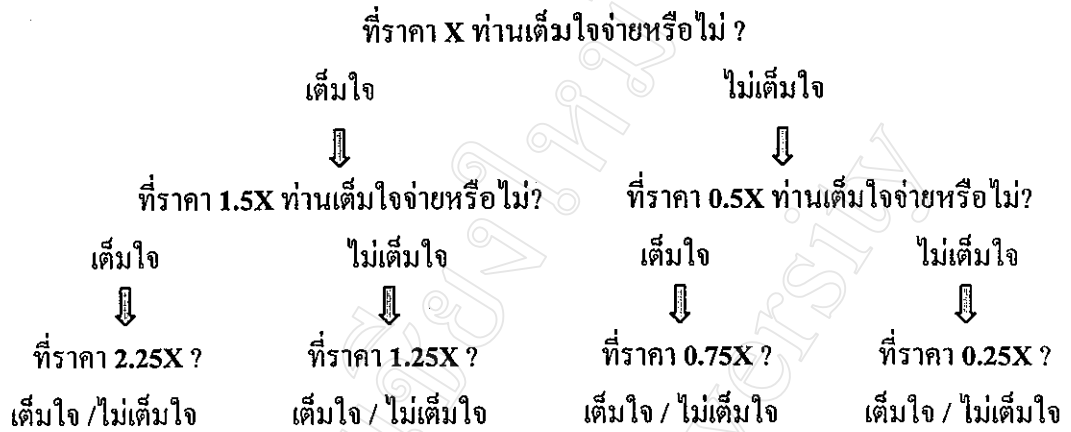 ที่ราคา X ท่านเต็มใจจ่ายหรือไม่ ?
เต็มใจ ไม่เต็มใจ
ที่ราคา 1.5X ท่านเต็มใจจ่ายหรือไม่? ที่ราคา 0.5X ท่านเต็มใจจ่ายหรือไม่?
เต็มใจ ไม่เต็มใจ เต็มใจ ไม่เต็มใจ
ที่ราคา 2.25X ? ที่ราคา 1.25X ? ที่ราคา 0.75X ? ที่ราคา 0.25X ?
เต็มใจ /ไม่เต็มใจ เต็มใจ / ไม่เต็มใจ เต็มใจ / ไม่เต็มใจ เต็มใจ / ไม่เต็มใจ